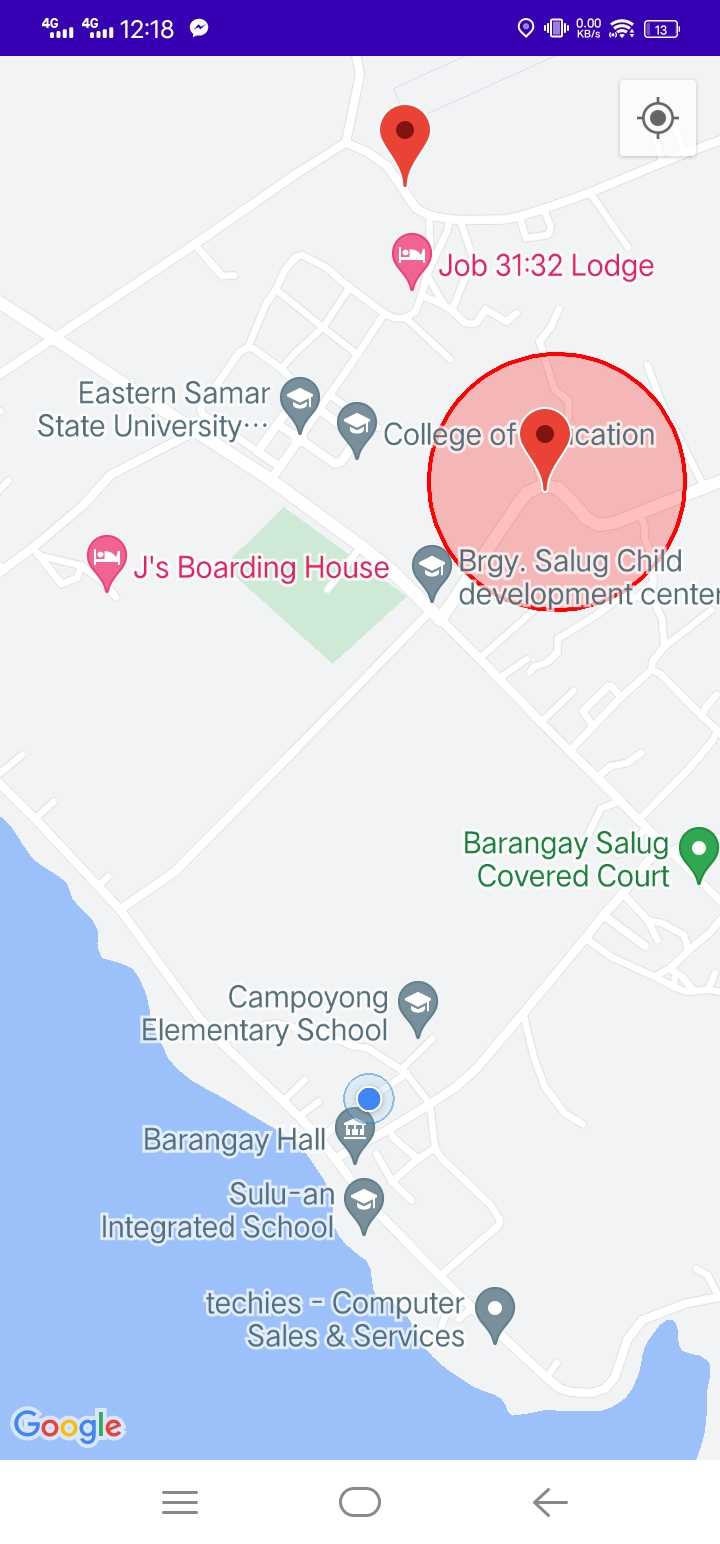 4G 4G 12:18 0.00 KB/s 13
Job 31:32 Lodge
Eastern Samar
State University…
College of ucation
J's Boarding House
Brgy. Salug Child
development center
Barangay Salug
Covered Court
Campoyong
Elementary School
Barangay Hall
Sulu-an
Integrated School
techies - Computer
Sales & Services
Google